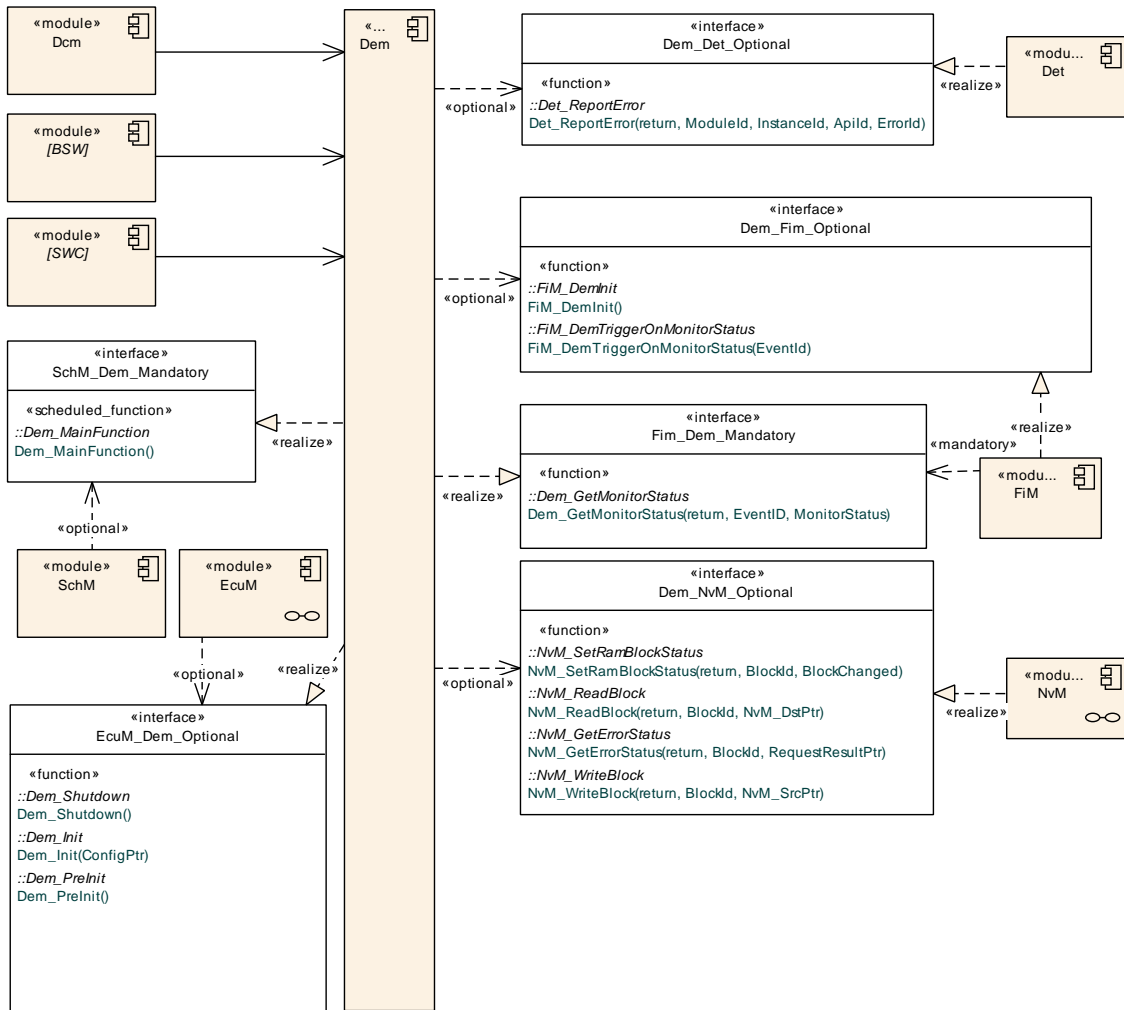 «module»
Dcm
«module»
[BSW]
«module»
[SWC]
«interface»
SchM_Dem_Mandatory
«scheduled_function»
::Dem_MainFunction
Dem_MainFunction()
«realize»
«optional»
«module»
SchM
«module»
EcuM
«optional»
«realize»
«interface»
EcuM_Dem_Optional
«function»
::Dem_Shutdown
Dem_Shutdown()
::Dem_Init
Dem_Init(ConfigPtr)
::Dem_PreInit
Dem_PreInit()
«...
Dem
«optional»
«interface»
Dem_Det_Optional
«function»
::Det_ReportError
Det_ReportError(return, ModuleId, InstanceId, ApiId, ErrorId)
«realize»
«modu...
Det
«optional»
«interface»
Dem_Fim_Optional
«function»
::FiM_DemInit
FiM_DemInit()
::FiM_DemTriggerOnMonitorStatus
FiM_DemTriggerOnMonitorStatus(EventId)
«realize»
«realize»
«interface»
Fim_Dem_Mandatory
«function»
::Dem_GetMonitorStatus
Dem_GetMonitorStatus(return, EventID, MonitorStatus)
«mandatory»
«modu...
FiM
«optional»
«interface»
Dem_NvM_Optional
«function»
::NvM_SetRamBlockStatus
NvM_SetRamBlockStatus(return, BlockId, BlockChanged)
::NvM_ReadBlock
NvM_ReadBlock(return, BlockId, NvM_DstPtr)
::NvM_GetErrorStatus
NvM_GetErrorStatus(return, BlockId, RequestResultPtr)
::NvM_WriteBlock
NvM_WriteBlock(return, BlockId, NvM_SrcPtr)
«realize»
«modu...
NvM